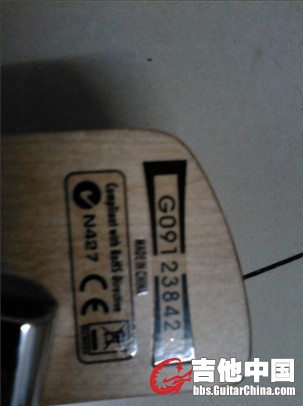 G09123842
MADE IN CHINA
Compliant with RoHS Directive
N427
CE
吉他中国
bbs.GuitarChina.com